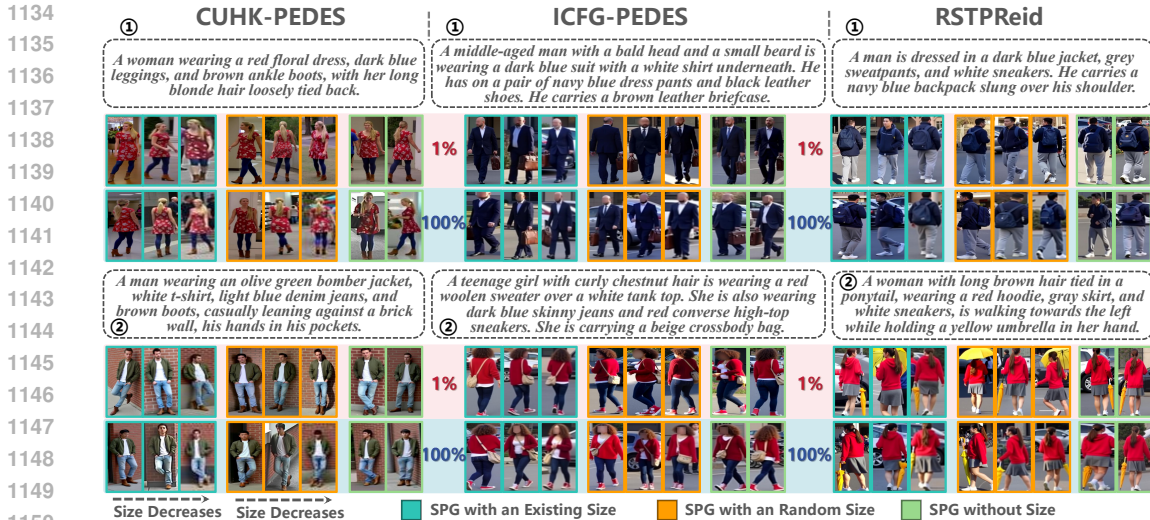 1134
1135
1136
1137
1138
1139
1140
1141
1142
1143
1144
1145
1146
1147
1148
1149
CUHK-PEDES
ICFG-PEDES
RSTPReid
①
A woman wearing a red floral dress, dark blue
leggings, and brown ankle boots, with her long
blonde hair loosely tied back.
①
A middle-aged man with a bald head and a small beard is
wearing a dark blue suit with a white shirt underneath. He
has on a pair of navy blue dress pants and black leather
shoes. He carries a brown leather briefcase.
①
A man is dressed in a dark blue jacket, grey
sweatpants, and white sneakers. He carries a
navy blue backpack slung over his shoulder.
1%
1%
100%
100%
A man wearing an olive green bomber jacket,
white t-shirt, light blue denim jeans, and
brown boots, casually leaning against a brick
② wall, his hands in his pockets.
A teenage girl with curly chestnut hair is wearing a red
woolen sweater over a white tank top. She is also wearing
dark blue skinny jeans and red converse high-top
② sneakers. She is carrying a beige crossbody bag.
② A woman with long brown hair tied in a
ponytail, wearing a red hoodie, gray skirt, and
white sneakers, is walking towards the left
while holding a yellow umbrella in her hand.
1%
1%
100%
100%
Size Decreases
Size Decreases
SPG with an Existing Size
SPG with an Random Size
SPG without Size